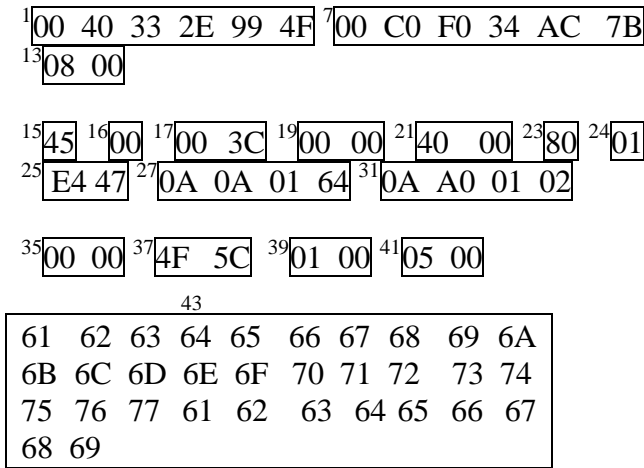 1 00 40 33 2E 99 4F 7 00 C0 F0 34 AC 7B
13 08 00
15 45 16 00 17 00 3C 19 00 00 21 40 00 23 80 24 01
25 E4 47 27 0A 0A 01 64 31 0A A0 01 02
35 00 00 37 4F 5C 39 01 00 41 05 00
43
61 62 63 64 65 66 67 68 69 6A
6B 6C 6D 6E 6F 70 71 72 73 74
75 76 77 61 62 63 64 65 66 67
68 69